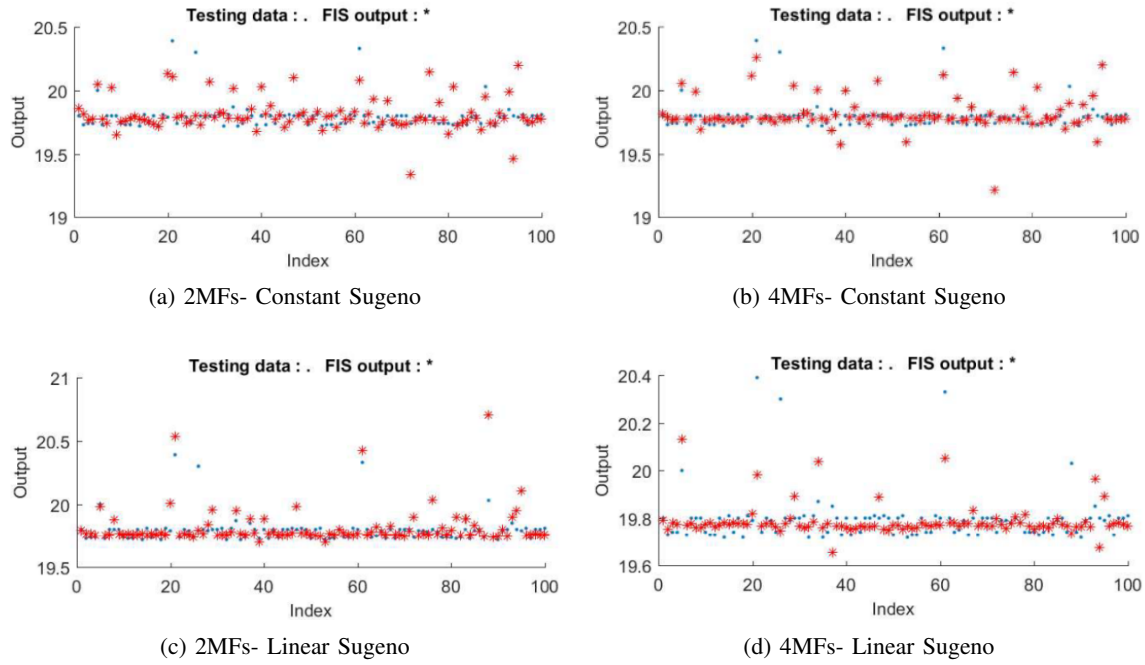 Testing data : .   FIS output : *
20.5
20
19.5
19
Output
0 20 40 60 80 100
Index
(a) 2MFs- Constant Sugeno
Testing data : .   FIS output : *
20.5
20
19.5
19
Output
0 20 40 60 80 100
Index
(b) 4MFs- Constant Sugeno
Testing data : .   FIS output : *
21
20.5
20
19.5
Output
0 20 40 60 80 100
Index
(c) 2MFs- Linear Sugeno
Testing data : .   FIS output : *
20.4
20.2
20
19.8
19.6
Output
0 20 40 60 80 100
Index
(d) 4MFs- Linear Sugeno